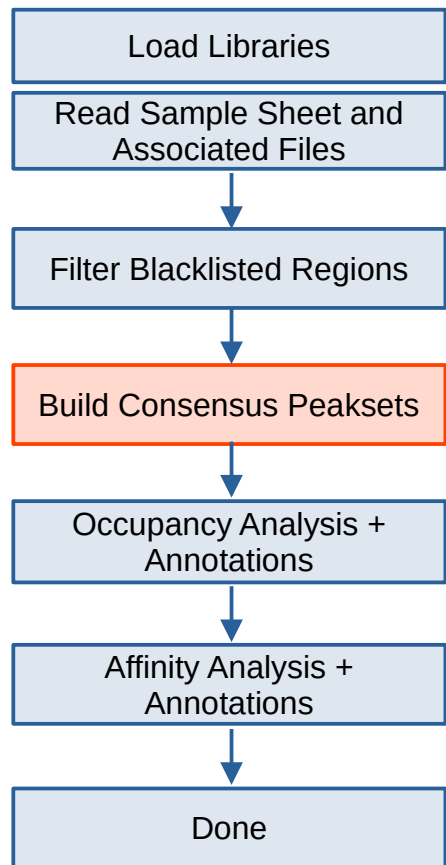 Load Libraries
Read Sample Sheet and
Associated Files
Filter Blacklisted Regions
Build Consensus Peaksets
Occupancy Analysis +
Annotations
Affinity Analysis +
Annotations
Done